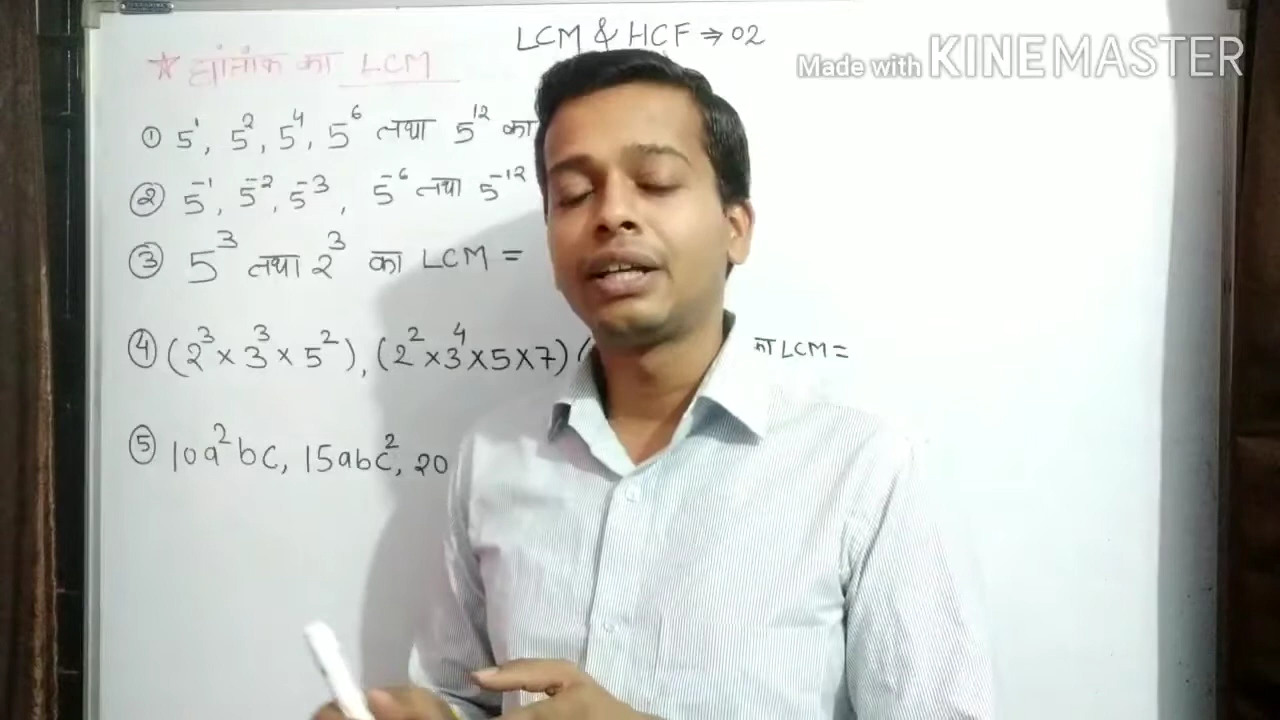 LCM & HCF ⇒ 02
Made with KINEMASTER
★ घातांक का LCM
① 5¹, 5², 5⁴, 5⁶ तथा 5¹² का
② 5⁻¹, 5⁻², 5⁻³, 5⁻⁶ तथा 5⁻¹²
③ 5³ तथा 2³ का LCM =
④ (2³ × 3³ × 5²), (2² × 3⁴ × 5 × 7) ( का LCM =
⑤ 10a²bc, 15abc², 20